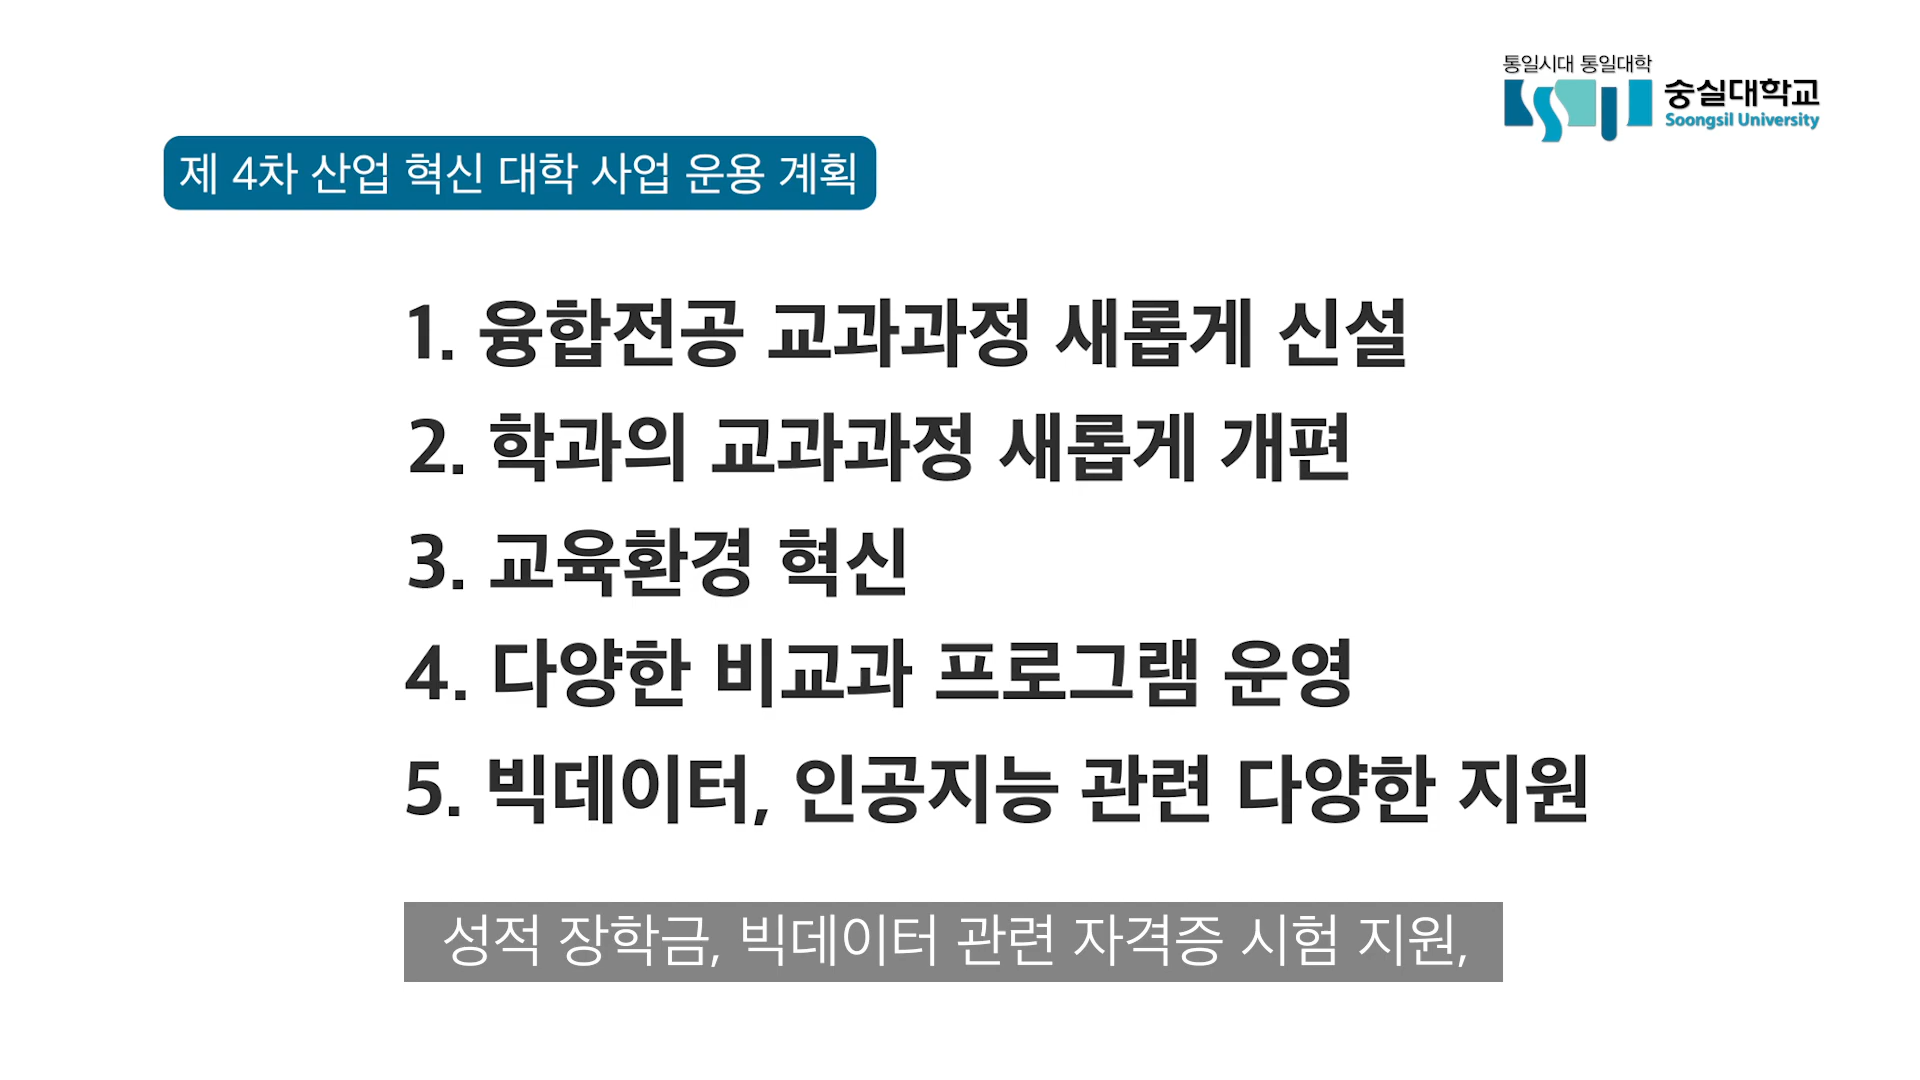 통일시대 통일대학
숭실대학교
Soongsil University
제 4차 산업 혁신 대학 사업 운용 계획
1. 융합전공 교과과정 새롭게 신설
2. 학과의 교과과정 새롭게 개편
3. 교육환경 혁신
4. 다양한 비교과 프로그램 운영
5. 빅데이터, 인공지능 관련 다양한 지원
성적 장학금, 빅데이터 관련 자격증 시험 지원,